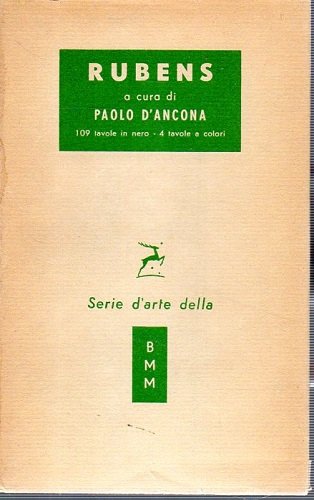 RUBENS
a cura di
PAOLO D'ANCONA
109 tavole in nero - 4 tavole a colori
Serie d'arte della
B
M
M